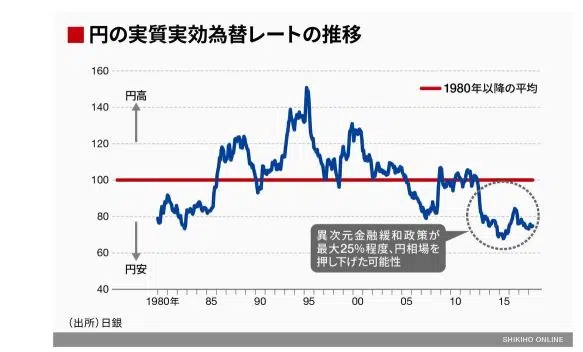 ■円の実質実効為替レートの推移
160
円高
1980年以降の平均
140
120
100
80
60
40
円安
異次元金融緩和政策が
最大25%程度、円相場を
押し下げた可能性
1980年 85 90 95 00 05 10 15
（出所）日銀
SHIKIHO ONLINE